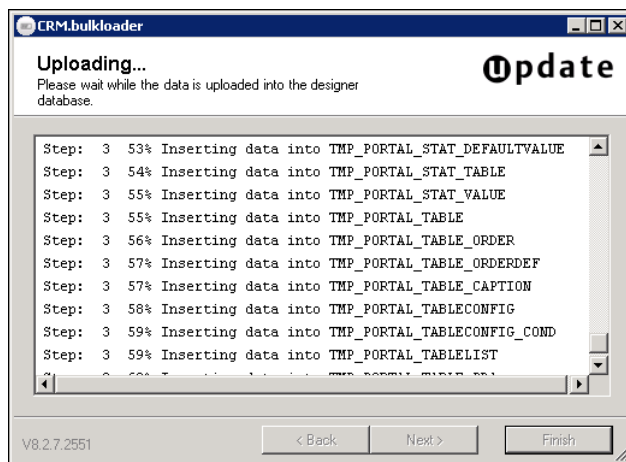 CRM.bulkloader
Uploading...
update
Please wait while the data is uploaded into the designer
database.
Step: 3 53% Inserting data into TMP_PORTAL_STAT_DEFAULTVALUE
Step: 3 54% Inserting data into TMP_PORTAL_STAT_TABLE
Step: 3 55% Inserting data into TMP_PORTAL_STAT_VALUE
Step: 3 55% Inserting data into TMP_PORTAL_TABLE
Step: 3 56% Inserting data into TMP_PORTAL_TABLE_ORDER
Step: 3 57% Inserting data into TMP_PORTAL_TABLE_ORDERDEF
Step: 3 57% Inserting data into TMP_PORTAL_TABLE_CAPTION
Step: 3 58% Inserting data into TMP_PORTAL_TABLECONFIG
Step: 3 59% Inserting data into TMP_PORTAL_TABLECONFIG_COND
Step: 3 59% Inserting data into TMP_PORTAL_TABLELIST
V8.2.7.2551
< Back
Next >
Finish